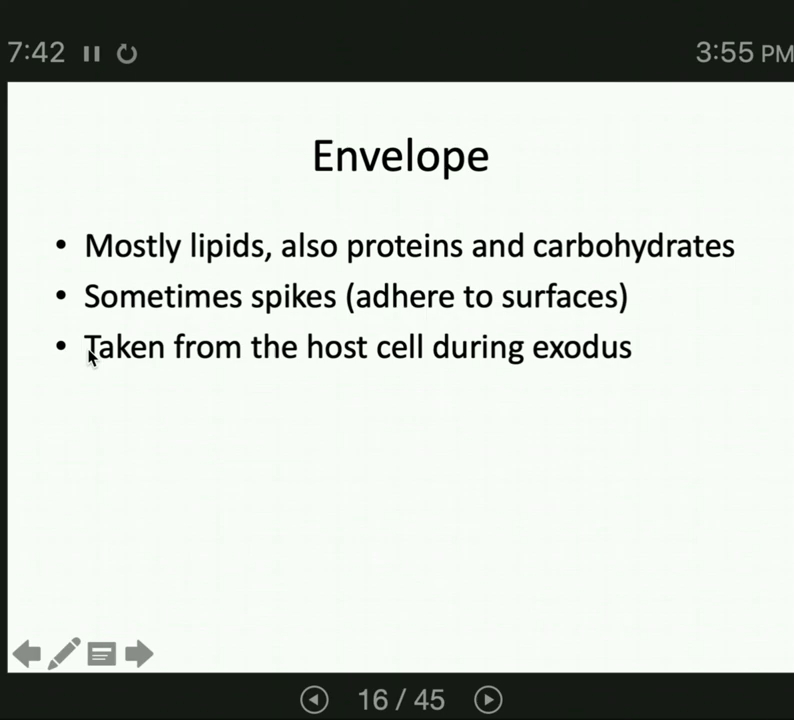 7:42 3:55 PM
Envelope
• Mostly lipids, also proteins and carbohydrates
• Sometimes spikes (adhere to surfaces)
• Taken from the host cell during exodus
16 / 45